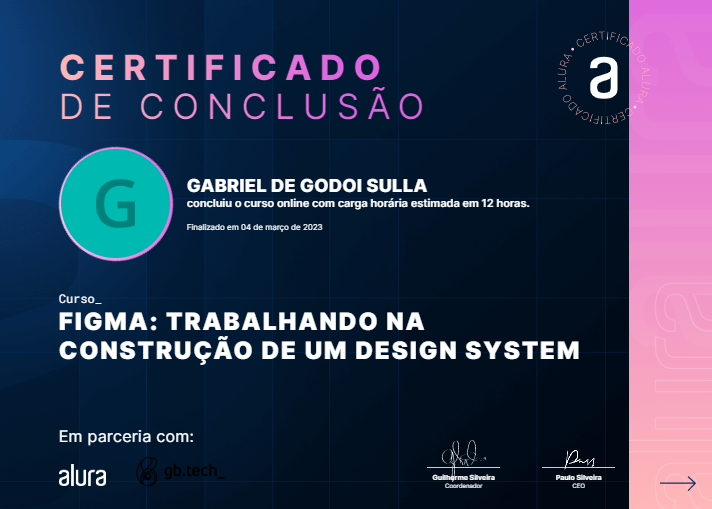 CERTIFICADO
DE CONCLUSÃO
CERTIFICADO ALURA • CERTIFICADO ALURA •
a
G
GABRIEL DE GODOI SULLA
concluiu o curso online com carga horária estimada em 12 horas.
Finalizado em 04 de março de 2023
Curso_
FIGMA: TRABALHANDO NA
CONSTRUÇÃO DE UM DESIGN SYSTEM
Em parceria com:
alura
gb.tech_
Guilherme Silveira
Coordenador
Paulo Silveira
CEO
alura